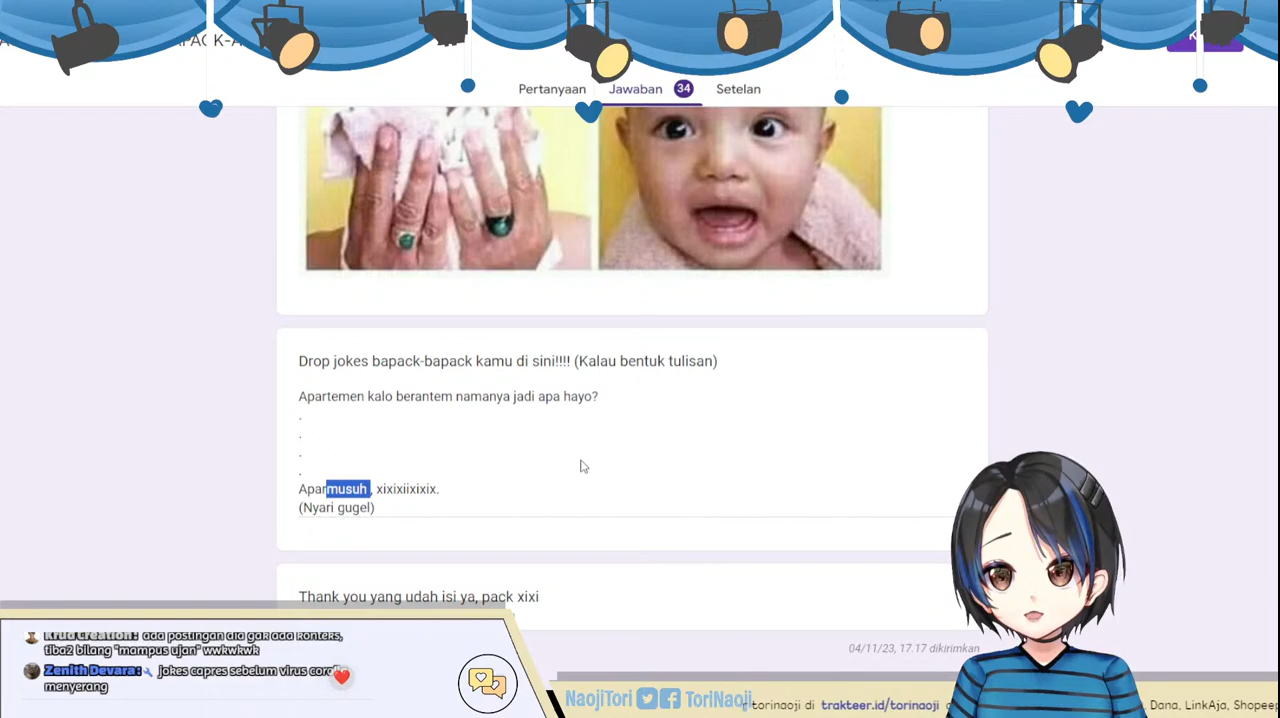 Pertanyaan Jawaban 34 Setelan
Drop jokes bapack-bapack kamu di sini!!!! (Kalau bentuk tulisan)
Apartemen kalo berantem namanya jadi apa hayo?
.
.
.
.
Aparmusuh , xixixiixixix.
(Nyari gugel)
Thank you yang udah isi ya, pack xixi
04/11/23, 17.17 dikirimkan
Krud Creation: ada postingan dia gak ada konteks,
tiba2 bilang "mampus ujan" wwkwkwk
Zenith Devara: jokes capres sebelum virus
menyerang
NaojiTori ToriNaoji
torinaoji di trakteer.id/torinaoji
Dana, LinkAja, Shopeep